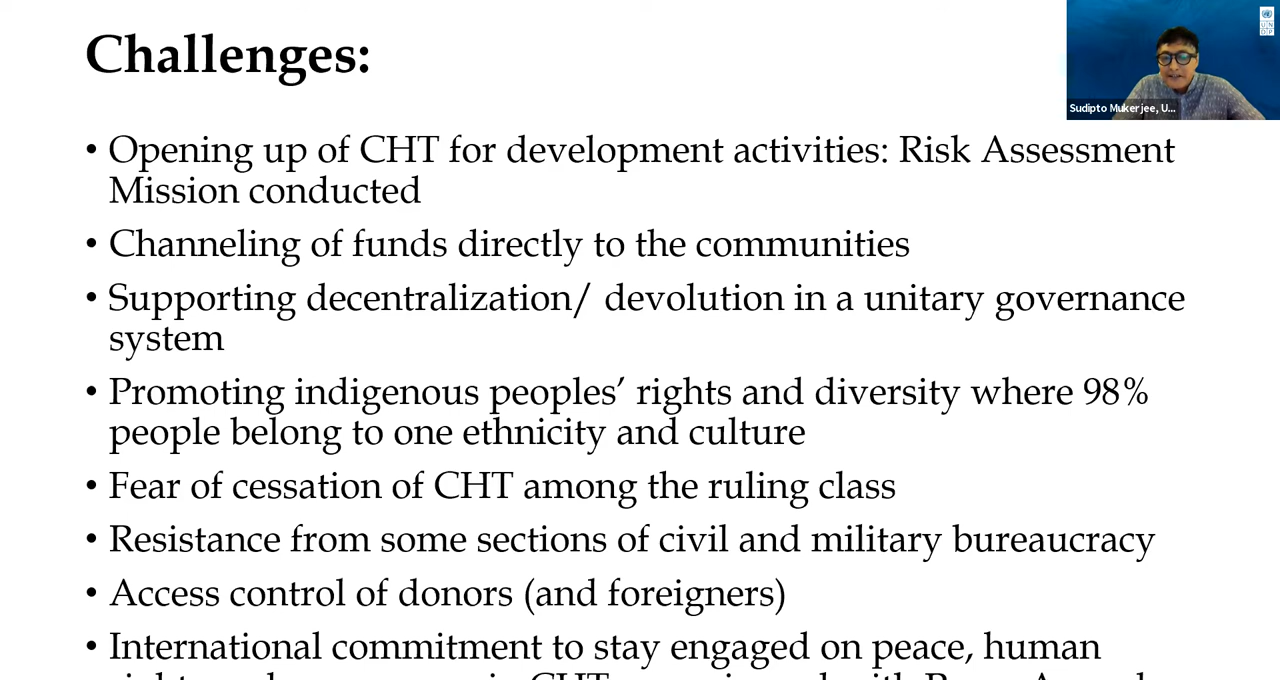 Challenges:
• Opening up of CHT for development activities: Risk Assessment
Mission conducted
• Channeling of funds directly to the communities
• Supporting decentralization/ devolution in a unitary governance
system
• Promoting indigenous peoples’ rights and diversity where 98%
people belong to one ethnicity and culture
• Fear of cessation of CHT among the ruling class
• Resistance from some sections of civil and military bureaucracy
• Access control of donors (and foreigners)
• International commitment to stay engaged on peace, human
in CHT
with
Sudipto Mukerjee, U...
U N
D P